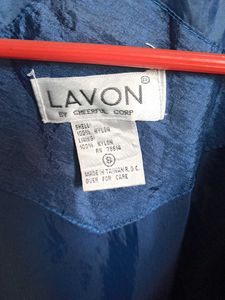 LAVON ®
BY CHEERFUL CORP
SHELL:
100% NYLON
LINING:
100% NYLON
RN 78614
S
MADE IN TAIWAN R.O.C.
OVER FOR CARE